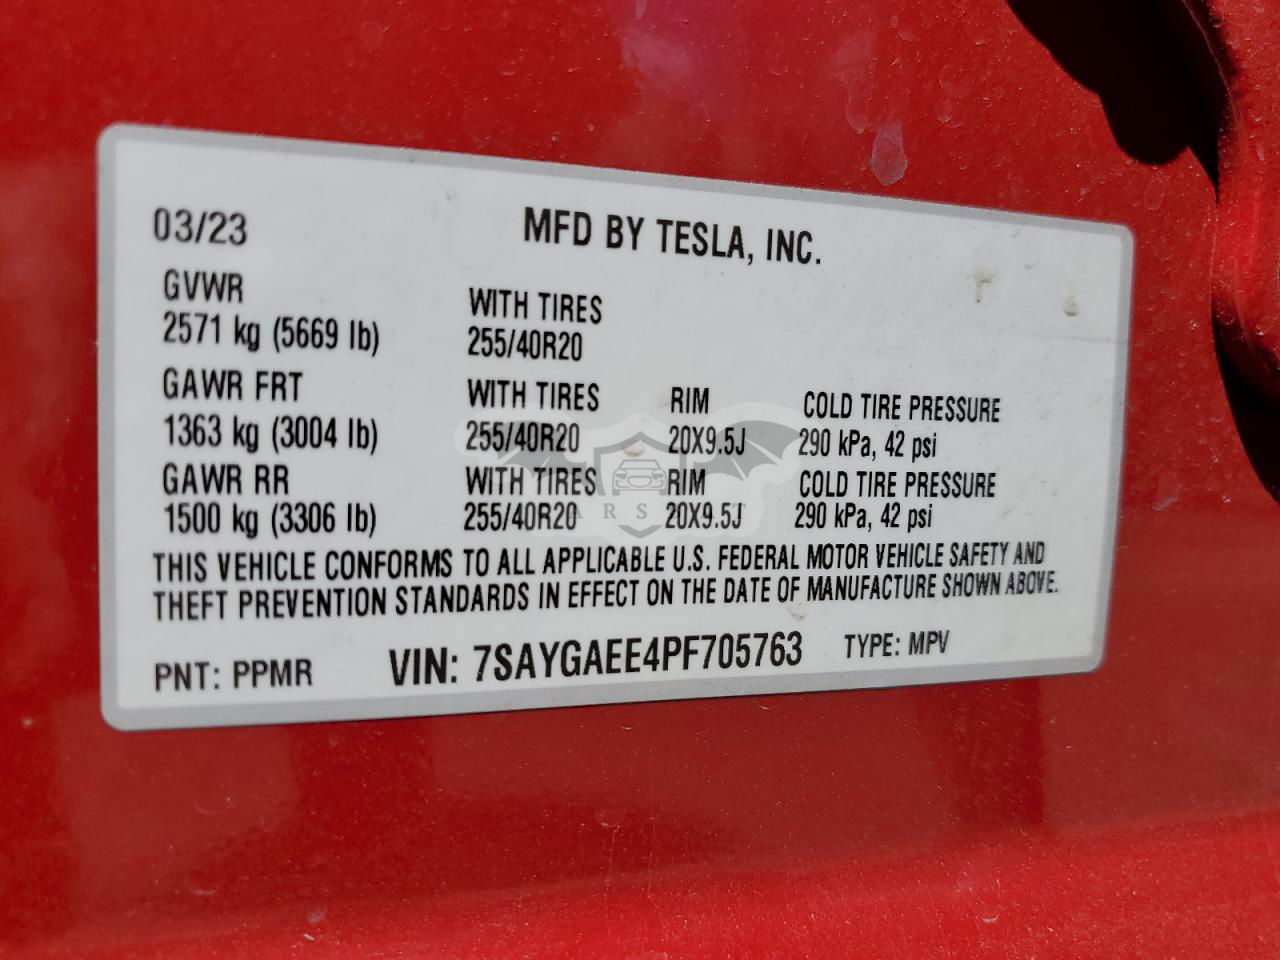 03/23 MFD BY TESLA, INC.
GVWR
2571 kg (5669 lb) WITH TIRES 255/40R20
GAWR FRT WITH TIRES RIM COLD TIRE PRESSURE
1363 kg (3004 lb) 255/40R20 20X9.5J 290 kPa, 42 psi
GAWR RR WITH TIRES RIM COLD TIRE PRESSURE
1500 kg (3306 lb) 255/40R20 20X9.5J 290 kPa, 42 psi
THIS VEHICLE CONFORMS TO ALL APPLICABLE U.S. FEDERAL MOTOR VEHICLE SAFETY AND
THEFT PREVENTION STANDARDS IN EFFECT ON THE DATE OF MANUFACTURE SHOWN ABOVE.
PNT: PPMR VIN: 7SAYGAEE4PF705763 TYPE: MPV